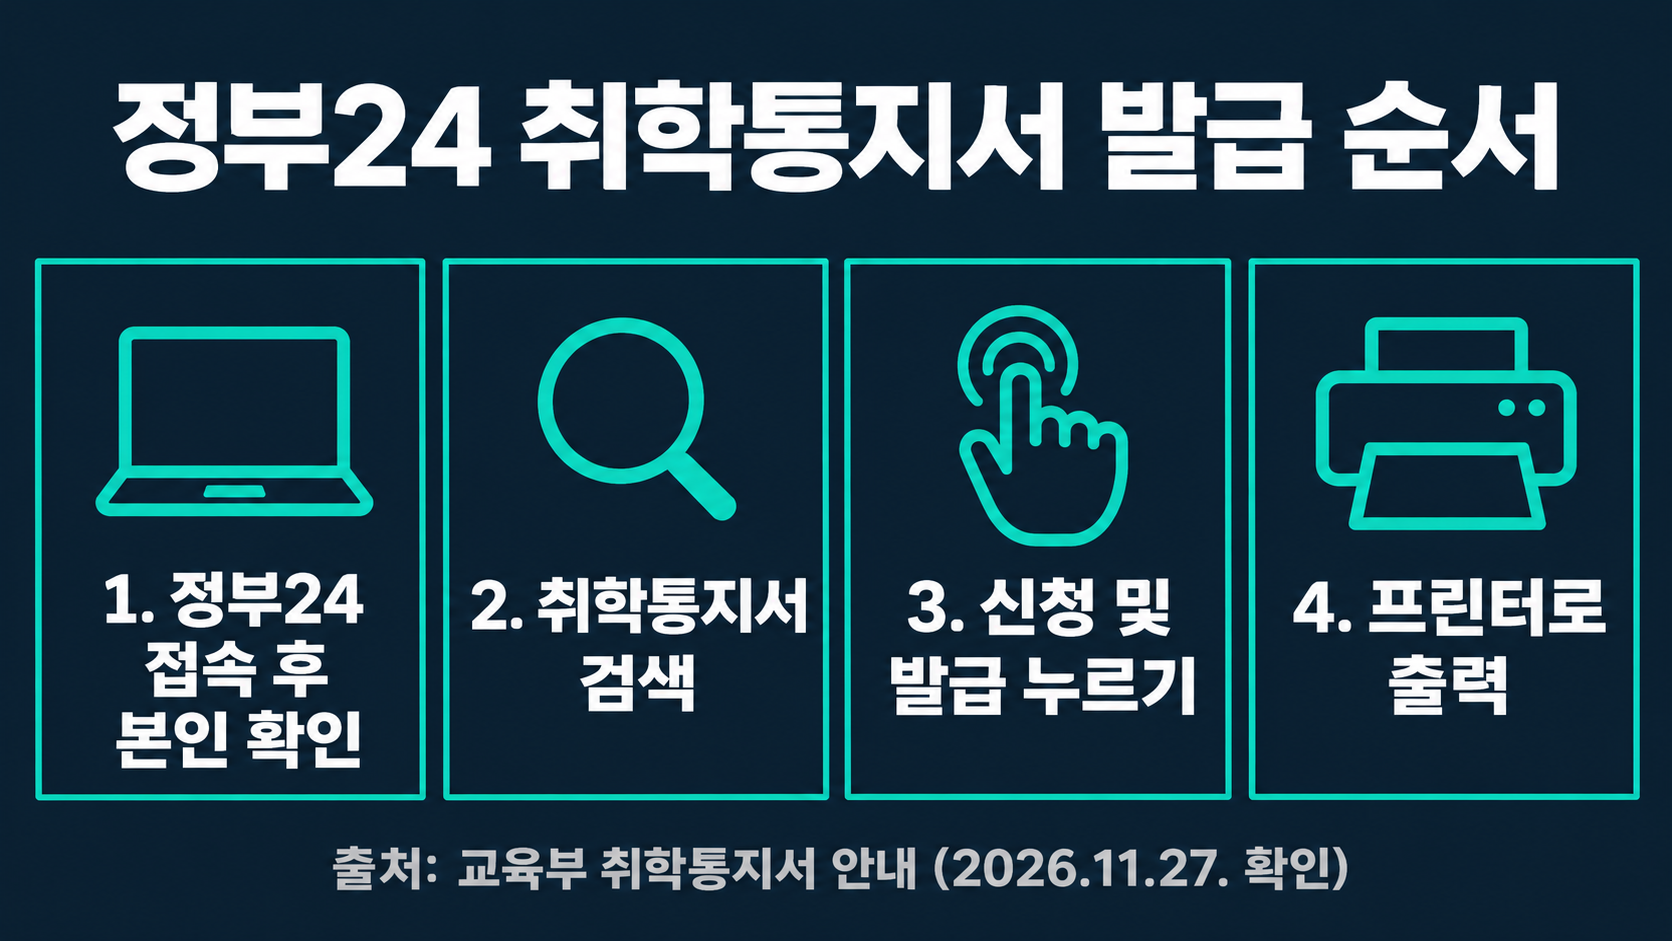 정부24 취학통지서 발급 순서
1. 정부24
접속 후
본인 확인
2. 취학통지서
검색
3. 신청 및
발급 누르기
4. 프린터로
출력
출처: 교육부 취학통지서 안내 (2026.11.27. 확인)